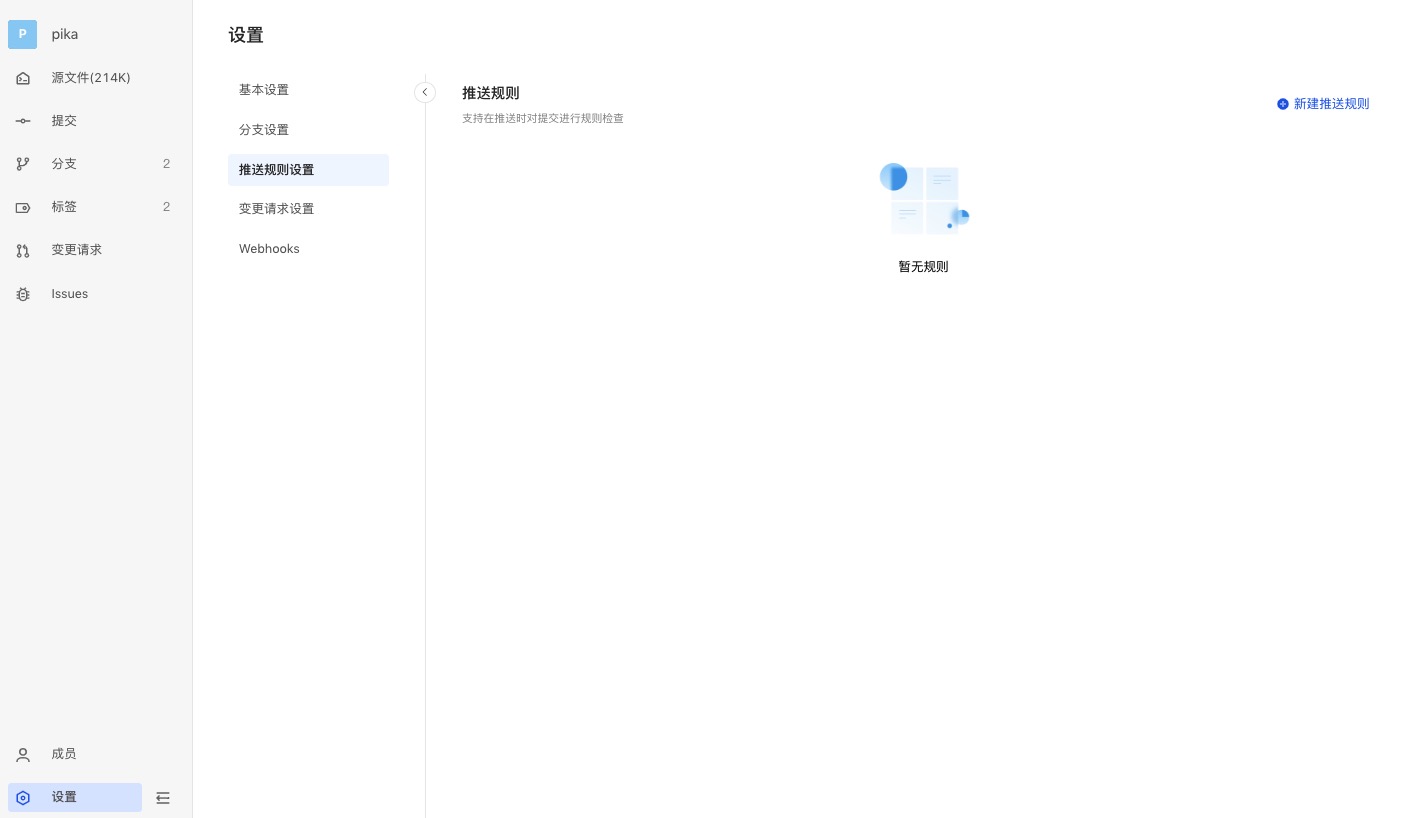 P
pika
源文件(214K)
提交
分支 2
标签 2
变更请求
Issues
成员
设置
设置
基本设置
分支设置
推送规则设置
变更请求设置
Webhooks
推送规则
支持在推送时对提交进行规则检查
新建推送规则
暂无规则